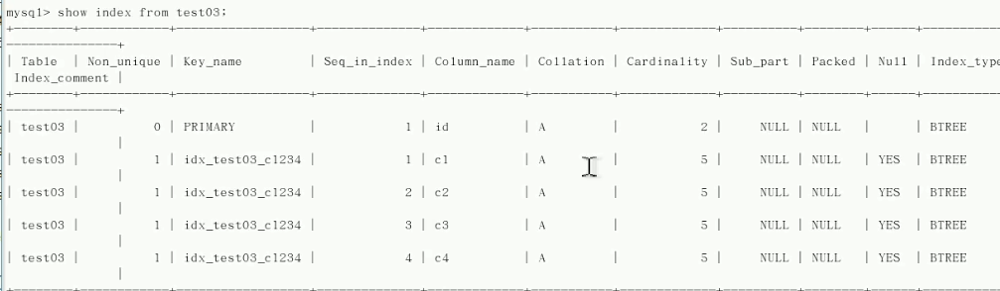 mysql> show index from test03;
+--------+------------+-----------------+--------------+-------------+-----------+-------------+----------+--------+------+------------
---------------+
| Table | Non_unique | Key_name | Seq_in_index | Column_name | Collation | Cardinality | Sub_part | Packed | Null | Index_type
Index_comment |
+--------+------------+-----------------+--------------+-------------+-----------+-------------+----------+--------+------+------------
---------------+
| test03 | 0 | PRIMARY | 1 | id | A | 2 | NULL | NULL | | BTREE
|
| test03 | 1 | idx_test03_c1234 | 1 | c1 | A | 5 | NULL | NULL | YES | BTREE
|
| test03 | 1 | idx_test03_c1234 | 2 | c2 | A | 5 | NULL | NULL | YES | BTREE
|
| test03 | 1 | idx_test03_c1234 | 3 | c3 | A | 5 | NULL | NULL | YES | BTREE
|
| test03 | 1 | idx_test03_c1234 | 4 | c4 | A | 5 | NULL | NULL | YES | BTREE
|